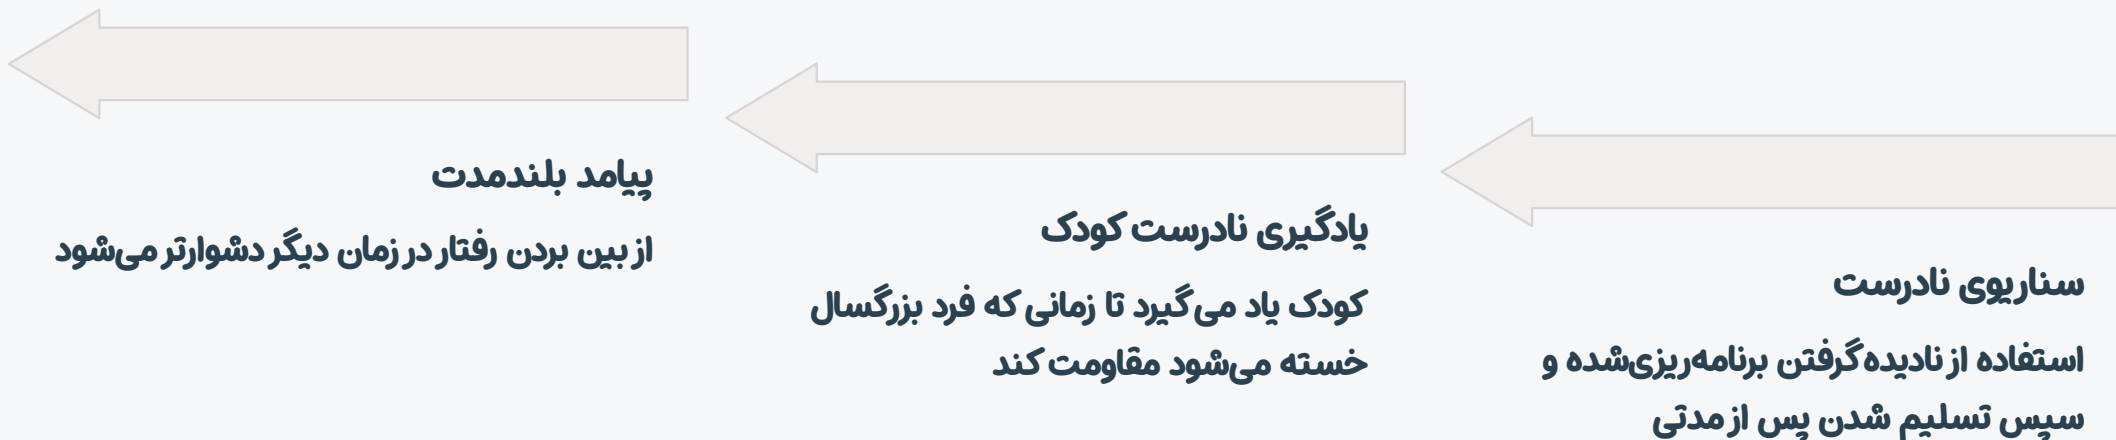 سناریوی نادرست
استفاده از نادیده‌گرفتن برنامه‌ریزی‌شده و
سپس تسلیم شدن پس از مدتی
یادگیری نادرست کودک
کودک یاد می‌گیرد تا زمانی که فرد بزرگسال
خسته می‌شود مقاومت کند
پیامد بلندمدت
از بین بردن رفتار در زمان دیگر دشوارتر می‌شود